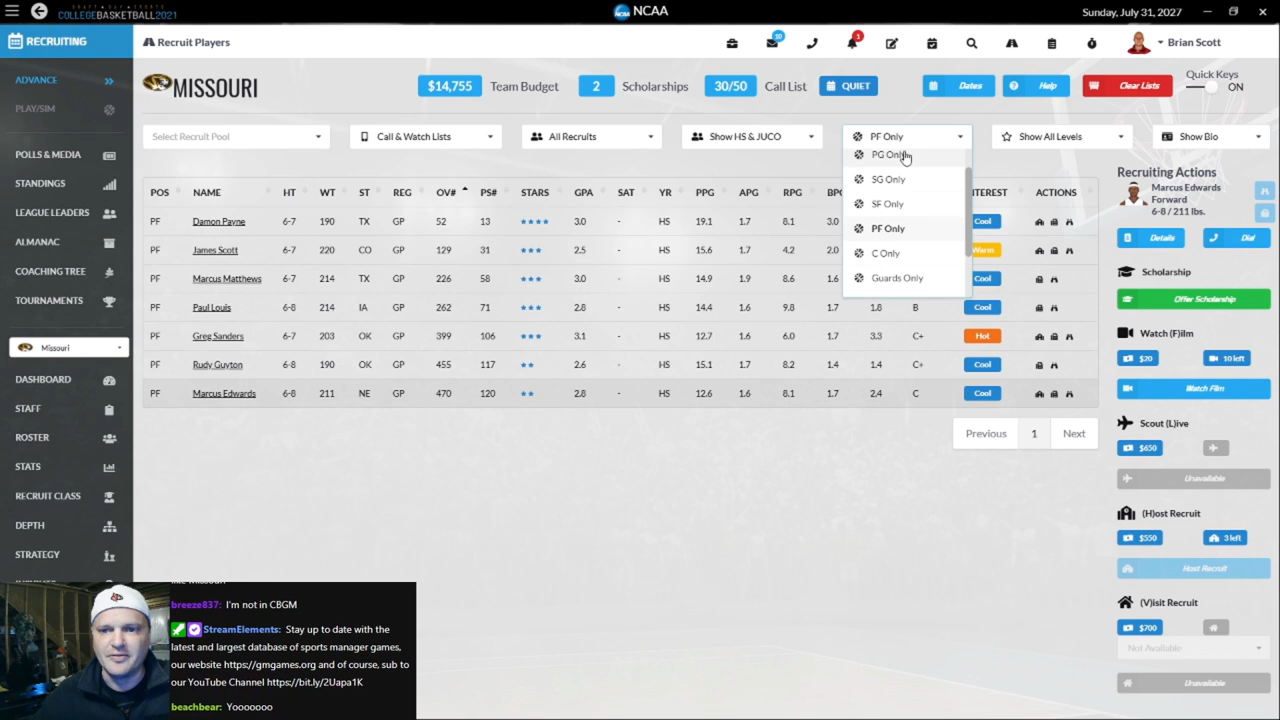 DRAFT DAY SPORTS
COLLEGEBASKETBALL2021
NCAA
Sunday, July 31, 2027
RECRUITING
Recruit Players
10
1
Brian Scott
ADVANCE
PLAY/SIM
POLLS & MEDIA
STANDINGS
LEAGUE LEADERS
ALMANAC
COACHING TREE
TOURNAMENTS
Missouri
DASHBOARD
STAFF
ROSTER
STATS
RECRUIT CLASS
DEPTH
STRATEGY
MISSOURI
$14,755 Team Budget
2 Scholarships
30/50 Call List
QUIET
Dates
Help
Clear Lists
Quick Keys
ON
Select Recruit Pool
Call & Watch Lists
All Recruits
Show HS & JUCO
PF Only
Show All Levels
Show Bio
PG Only
SG Only
SF Only
PF Only
C Only
Guards Only
POS NAME HT WT ST REG OV# PS# STARS GPA SAT YR PPG APG RPG BP INTEREST ACTIONS
PF Damon Payne 6-7 190 TX GP 52 13 ★★★★ 3.0 - HS 19.1 1.7 8.1 3.0 Cool
PF James Scott 6-7 220 CO GP 129 31 ★★★ 2.5 - HS 15.6 1.7 4.2 2.0 Warm
PF Marcus Matthews 6-7 214 TX GP 226 58 ★★★ 3.0 - HS 14.9 1.9 8.6 1.6 Cool
PF Paul Louis 6-8 214 IA GP 262 71 ★★★ 2.8 - HS 14.4 1.6 9.8 1.7 1.8 B Cool
PF Greg Sanders 6-7 203 OK GP 399 106 ★★★ 3.1 - HS 12.7 1.6 6.0 1.7 3.3 C+ Hot
PF Rudy Guyton 6-8 190 OK GP 455 117 ★★ 2.6 - HS 15.1 1.7 8.2 1.4 1.4 C+ Cool
PF Marcus Edwards 6-8 211 NE GP 470 120 ★★ 2.8 - HS 12.6 1.6 8.1 1.7 2.4 C Cool
Previous 1 Next
Recruiting Actions
Marcus Edwards
Forward
6-8 / 211 lbs.
Details
Dial
Scholarship
Offer Scholarship
Watch (F)ilm
$20
10 left
Watch Film
Scout (L)ive
$650
Unavailable
(H)ost Recruit
$550
3 left
Host Recruit
(V)isit Recruit
$700
Not Available
Unavailable
like Missouri
breeze837: I'm not in CBGM
StreamElements: Stay up to date with the
latest and largest database of sports manager games,
our website https://gmgames.org and of course, sub to
our YouTube Channel https://bit.ly/2Uapa1K
beachbear: Yooooooo